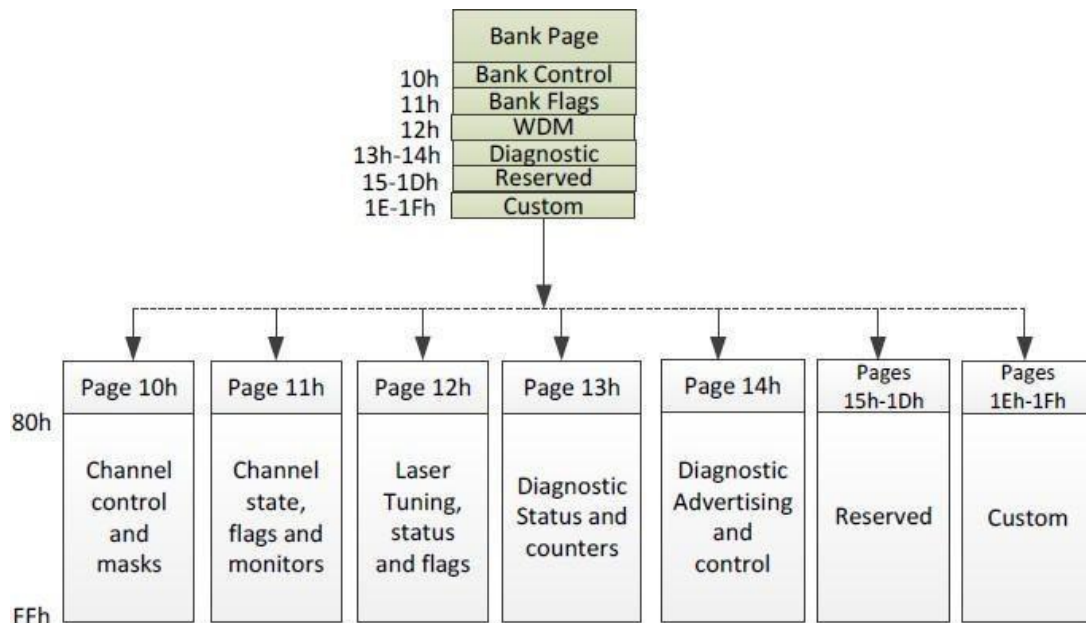 Bank Page
10h Bank Control
11h Bank Flags
12h WDM
13h-14h Diagnostic
15-1Dh Reserved
1E-1Fh Custom
Page 10h
Page 11h
Page 12h
Page 13h
Page 14h
Pages
15h-1Dh
Pages
1Eh-1Fh
80h
Channel
control
and
masks
Channel
state,
flags and
monitors
Laser
Tuning,
status
and flags
Diagnostic
Status and
counters
Diagnostic
Advertising
and
control
Reserved
Custom
FFh